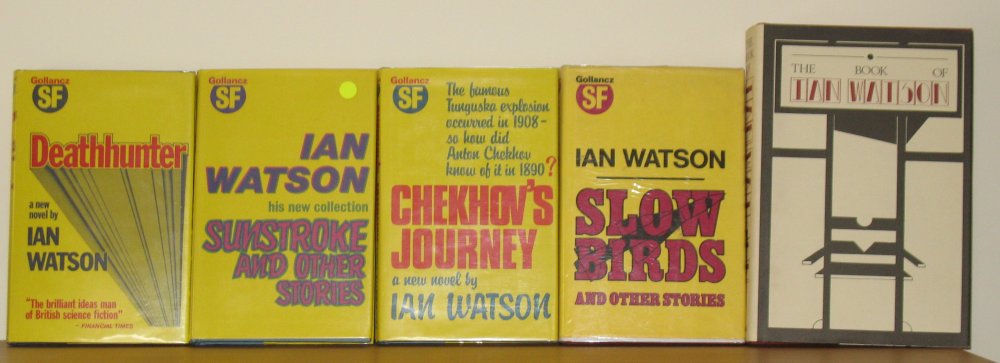 Gollancz
SF
Deathhunter
a new
novel by
IAN
WATSON
"The brilliant ideas man
of British science fiction"
– FINANCIAL TIMES
Gollancz
SF
IAN
WATSON
his new collection
SUNSTROKE
AND OTHER
STORIES
Gollancz
SF
The famous
Tunguska explosion
occurred in 1908–
so how did
Anton Chekhov
know of it in 1890?
CHEKHOV'S
JOURNEY
a new novel by
IAN WATSON
Gollancz
SF
IAN WATSON
SLOW
BIRDS
AND OTHER STORIES
THE BOOK OF
IAN WATSON